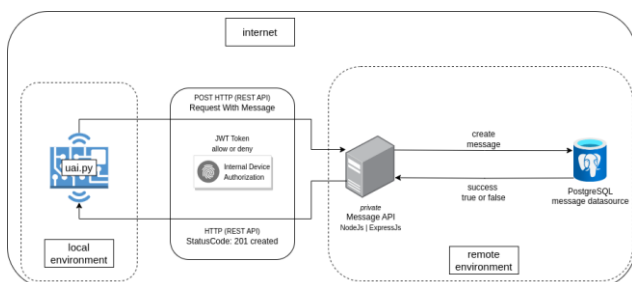 internet
POST HTTP (REST API)
Request With Message
JWT Token
allow or deny
Internal Device
Authorization
HTTP (REST API)
StatusCode: 201 created
uai.py
local
environment
private
Message API
NodeJs | ExpressJs
create
message
success
true or false
PostgreSQL
message datasource
remote
environment